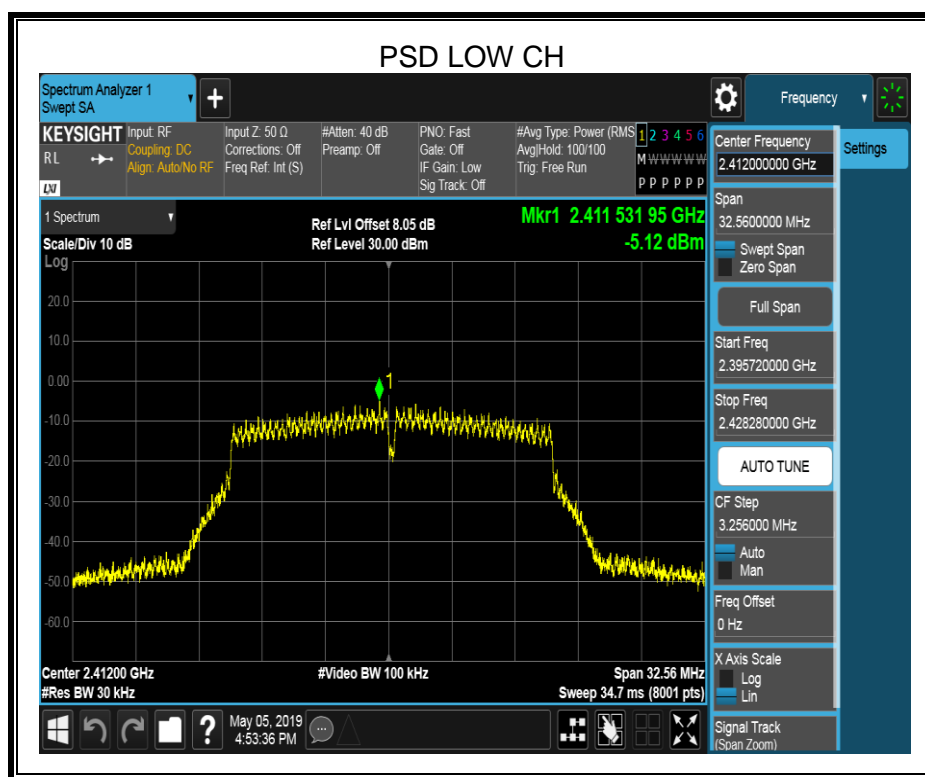 PSD LOW CH
Spectrum Analyzer 1
Swept SA
Frequency
KEYSIGHT
RL
LXI
Input: RF
Coupling: DC
Align: Auto/No RF
Input Z: 50 Ω
Corrections: Off
Freq Ref: Int (S)
#Atten: 40 dB
Preamp: Off
PNO: Fast
Gate: Off
IF Gain: Low
Sig Track: Off
#Avg Type: Power (RMS
Avg|Hold: 100/100
Trig: Free Run
1 2 3 4 5 6
M W W W W W
P P P P P P
1 Spectrum
Scale/Div 10 dB
Log
Ref Lvl Offset 8.05 dB
Ref Level 30.00 dBm
Mkr1 2.411 531 95 GHz
-5.12 dBm
20.0
10.0
0.00
-10.0
-20.0
-30.0
-40.0
-50.0
-60.0
1
Center 2.41200 GHz
#Res BW 30 kHz
#Video BW 100 kHz
Span 32.56 MHz
Sweep 34.7 ms (8001 pts)
Center Frequency
2.412000000 GHz
Settings
Span
32.5600000 MHz
Swept Span
Zero Span
Full Span
Start Freq
2.395720000 GHz
Stop Freq
2.428280000 GHz
AUTO TUNE
CF Step
3.256000 MHz
Auto
Man
Freq Offset
0 Hz
X Axis Scale
Log
Lin
Signal Track
(Span Zoom)
?
May 05, 2019
4:53:36 PM